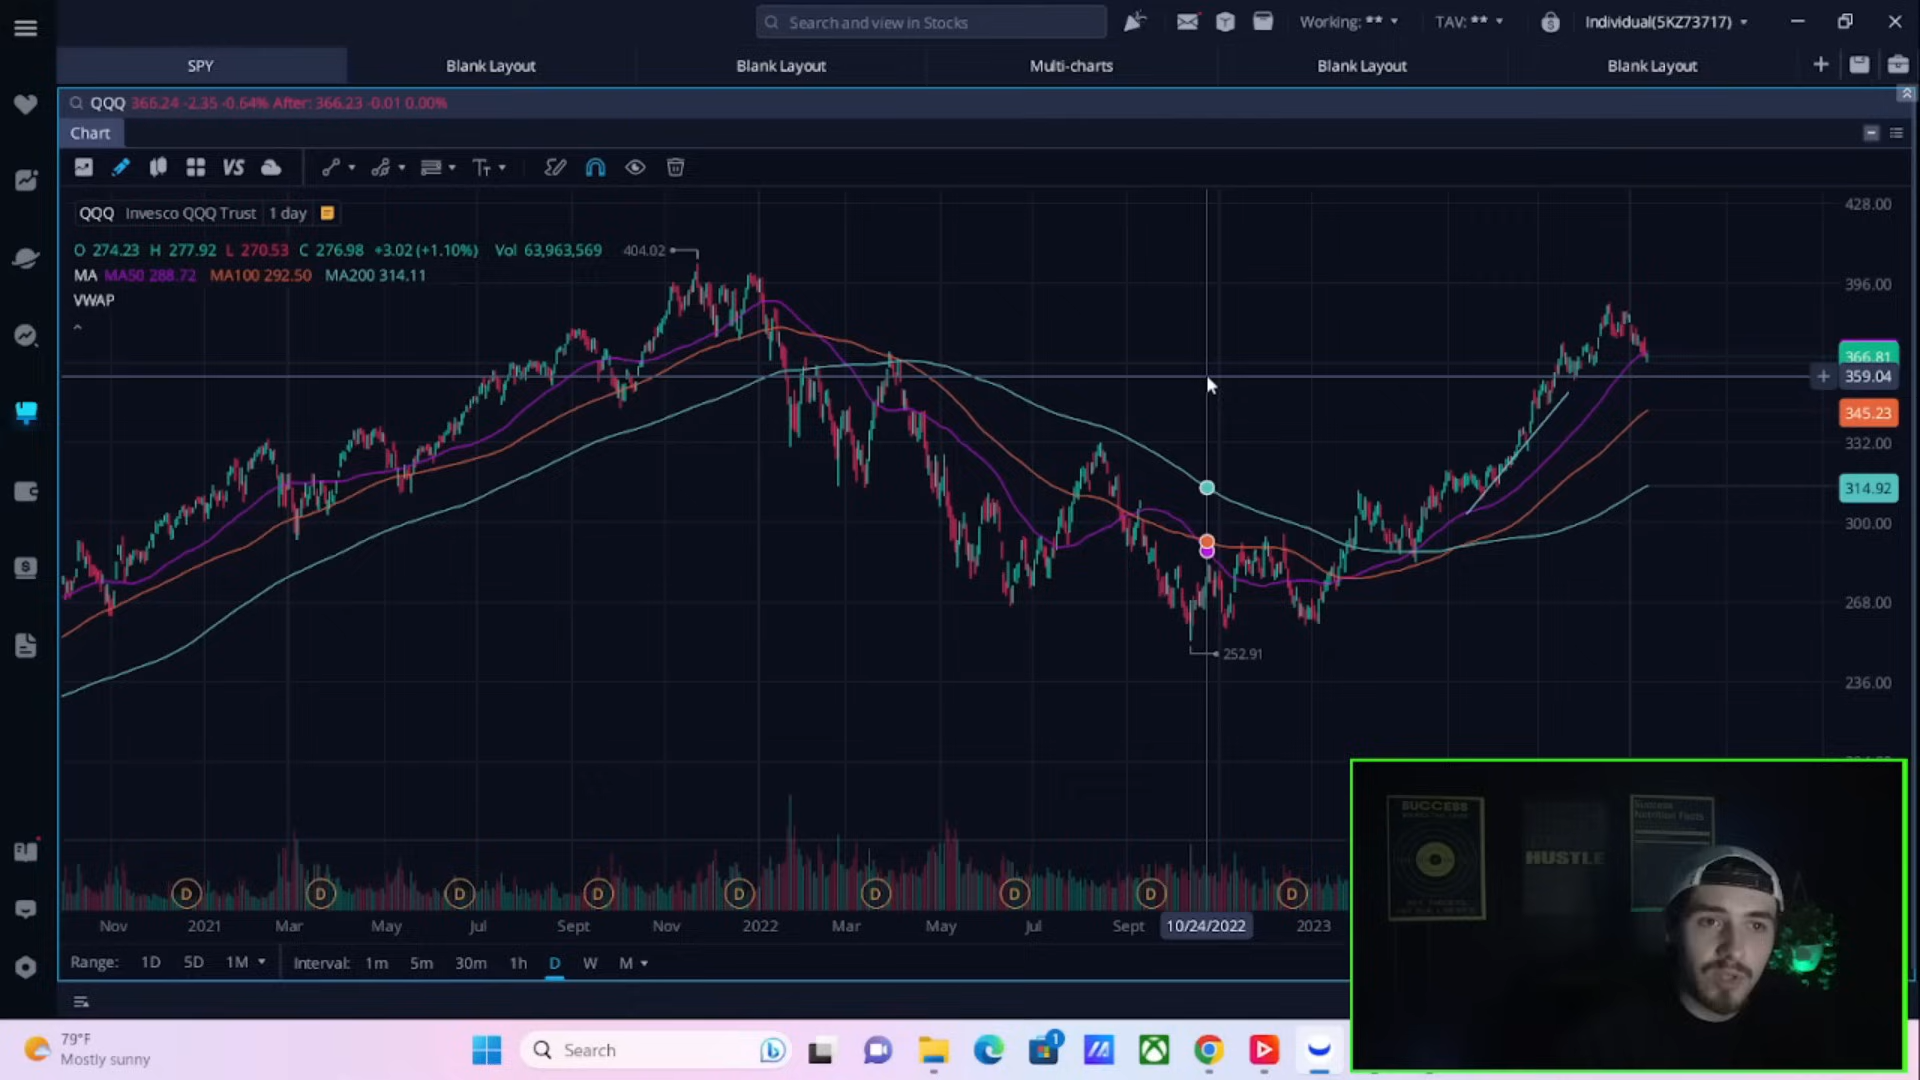 Search and view in Stocks
Working: **
TAV: **
Individual(5KZ73717)
SPY
Blank Layout
Blank Layout
Multi-charts
Blank Layout
Blank Layout
QQQ 366.24 -2.35 -0.64% After: 366.23 -0.01 0.00%
Chart
VS
QQQ Invesco QQQ Trust 1 day
O 274.23 H 277.92 L 270.53 C 276.98 +3.02 (+1.10%) Vol 63,963,569
MA MA50 288.72 MA100 292.50 MA200 314.11
VWAP
404.02
252.91
428.00
396.00
366.81
359.04
345.23
332.00
314.92
300.00
268.00
236.00
D D D D D D D D D
Nov 2021 Mar May Jul Sept Nov 2022 Mar May Jul Sept 10/24/2022 2023
Range: 1D 5D 1M Interval: 1m 5m 30m 1h D W M
SUCCESS
HUSTLE
Success
Nutrition Facts
79°F
Mostly sunny
Search
1